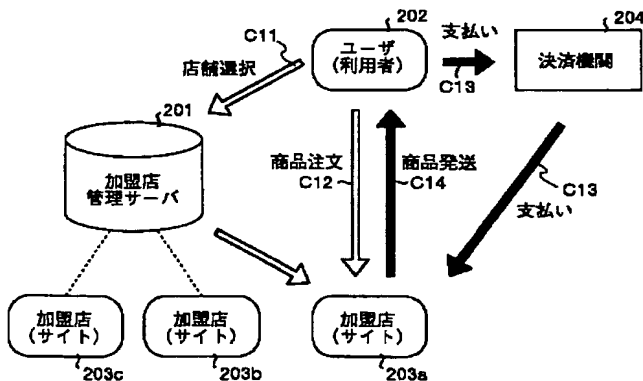 202
204
C11
ユーザ
(利用者)
支払い
C13
決済機関
店舗選択
201
加盟店
管理サーバ
商品注文
C12
商品発送
C14
C13
支払い
加盟店
(サイト)
203c
加盟店
(サイト)
203b
加盟店
(サイト)
203a